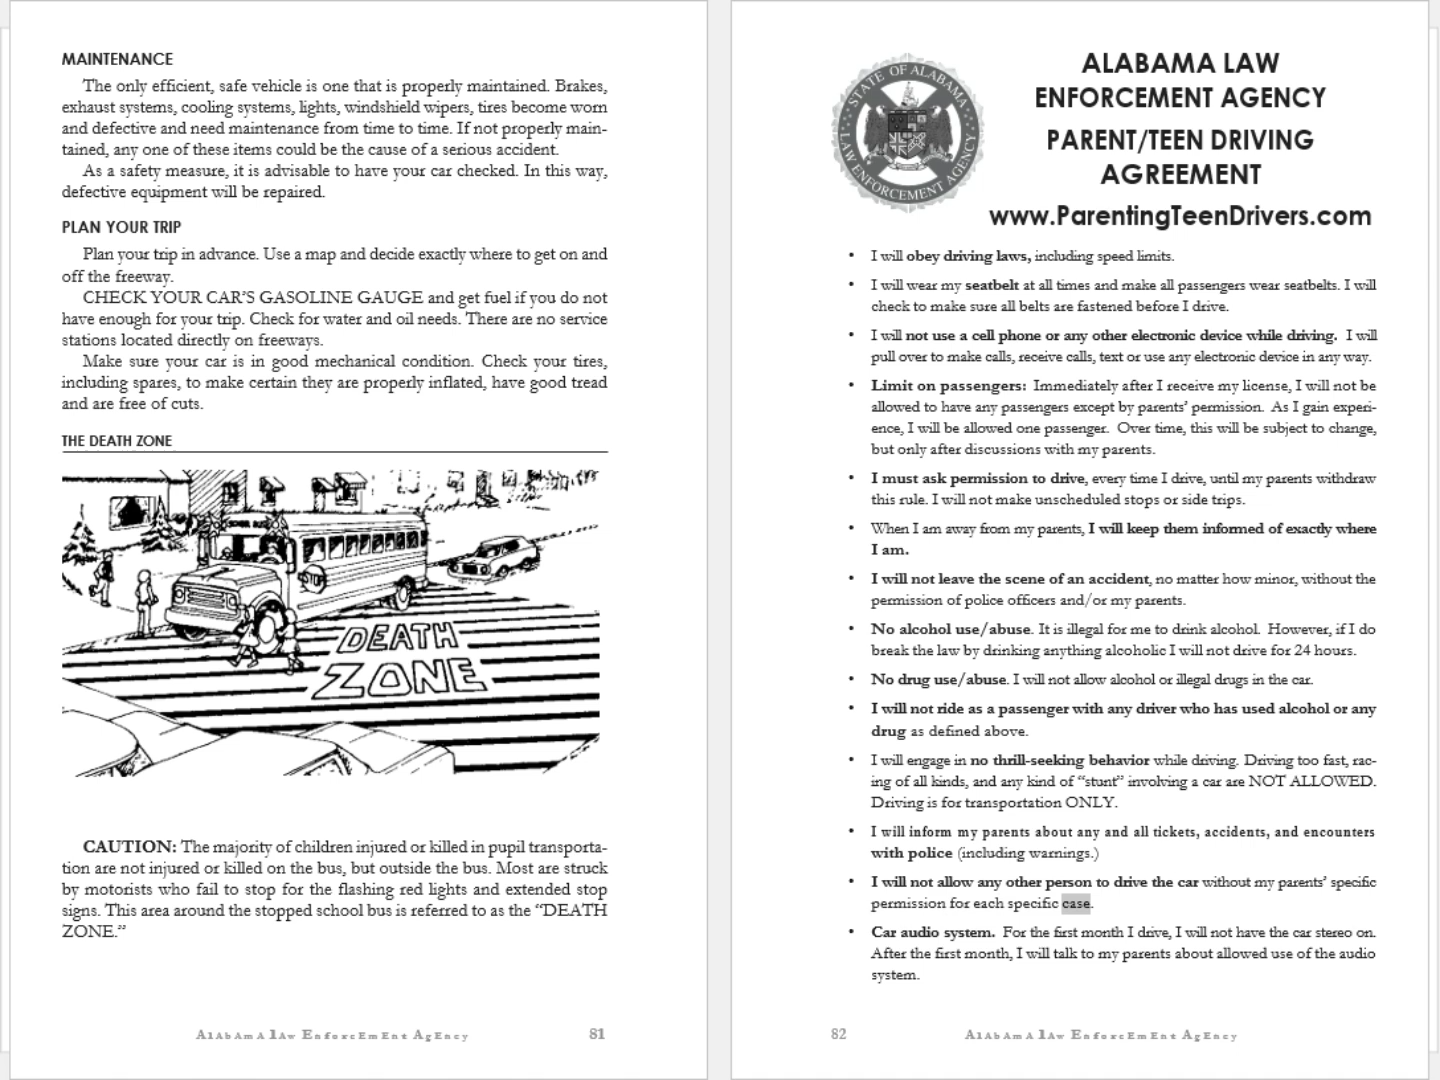 MAINTENANCE
The only efficient, safe vehicle is one that is properly maintained. Brakes,
exhaust systems, cooling systems, lights, windshield wipers, tires become worn
and defective and need maintenance from time to time. If not properly main-
tained, any one of these items could be the cause of a serious accident.
As a safety measure, it is advisable to have your car checked. In this way,
defective equipment will be repaired.
PLAN YOUR TRIP
Plan your trip in advance. Use a map and decide exactly where to get on and
off the freeway.
CHECK YOUR CAR'S GASOLINE GAUGE and get fuel if you do not
have enough for your trip. Check for water and oil needs. There are no service
stations located directly on freeways.
Make sure your car is in good mechanical condition. Check your tires,
including spares, to make certain they are properly inflated, have good tread
and are free of cuts.
THE DEATH ZONE
SCHOOL BUS
STOP
DEATH
ZONE
CAUTION: The majority of children injured or killed in pupil transporta-
tion are not injured or killed on the bus, but outside the bus. Most are struck
by motorists who fail to stop for the flashing red lights and extended stop
signs. This area around the stopped school bus is referred to as the “DEATH
ZONE.”
Alabama Law Enforcement Agency 81
STATE OF ALABAMA
LAW ENFORCEMENT AGENCY
ALABAMA LAW
ENFORCEMENT AGENCY
PARENT/TEEN DRIVING
AGREEMENT
www.ParentingTeenDrivers.com
• I will obey driving laws, including speed limits.
• I will wear my seatbelt at all times and make all passengers wear seatbelts. I will
check to make sure all belts are fastened before I drive.
• I will not use a cell phone or any other electronic device while driving. I will
pull over to make calls, receive calls, text or use any electronic device in any way.
• Limit on passengers: Immediately after I receive my license, I will not be
allowed to have any passengers except by parents' permission. As I gain experi-
ence, I will be allowed one passenger. Over time, this will be subject to change,
but only after discussions with my parents.
• I must ask permission to drive, every time I drive, until my parents withdraw
this rule. I will not make unscheduled stops or side trips.
• When I am away from my parents, I will keep them informed of exactly where
I am.
• I will not leave the scene of an accident, no matter how minor, without the
permission of police officers and/or my parents.
• No alcohol use/abuse. It is illegal for me to drink alcohol. However, if I do
break the law by drinking anything alcoholic I will not drive for 24 hours.
• No drug use/abuse. I will not allow alcohol or illegal drugs in the car.
• I will not ride as a passenger with any driver who has used alcohol or any
drug as defined above.
• I will engage in no thrill-seeking behavior while driving. Driving too fast, rac-
ing of all kinds, and any kind of “stunt” involving a car are NOT ALLOWED.
Driving is for transportation ONLY.
• I will inform my parents about any and all tickets, accidents, and encounters
with police (including warnings.)
• I will not allow any other person to drive the car without my parents' specific
permission for each specific case.
• Car audio system. For the first month I drive, I will not have the car stereo on.
After the first month, I will talk to my parents about allowed use of the audio
system.
82 Alabama Law Enforcement Agency